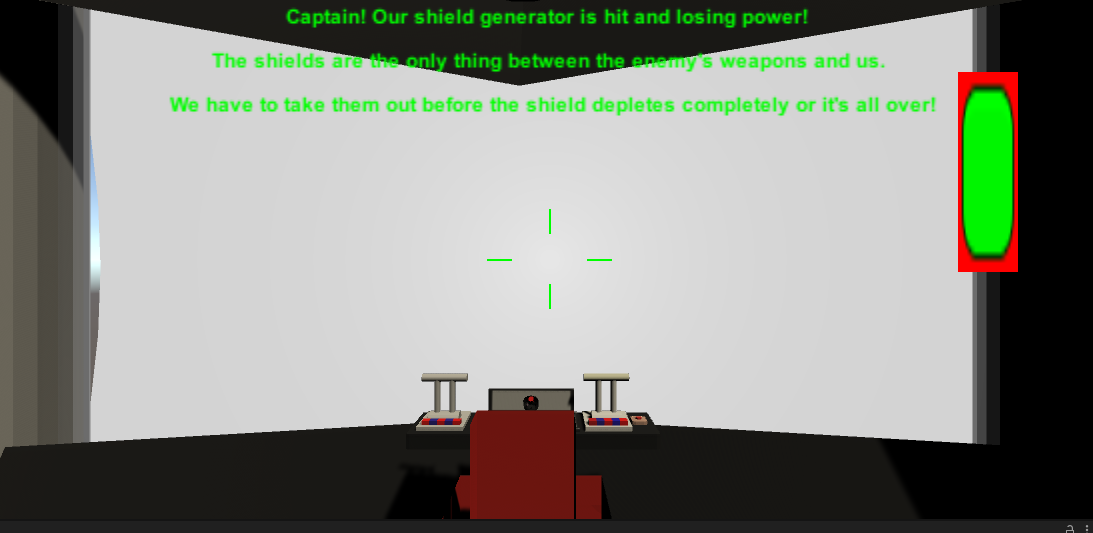 Captain! Our shield generator is hit and losing power!
The shields are the only thing between the enemy's weapons and us.
We have to take them out before the shield depletes completely or it's all over!